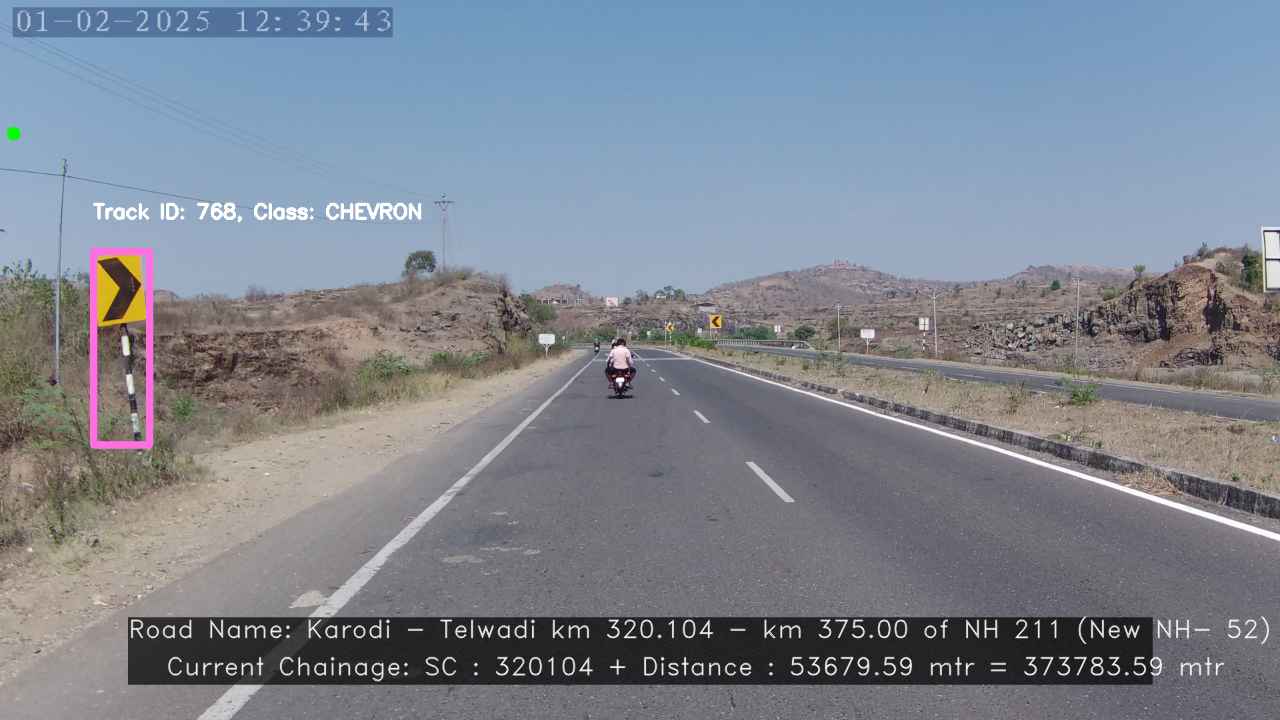 01-02-2025 12:39:43
Track ID: 768, Class: CHEVRON
Road Name: Karodi - Telwadi km 320.104 - km 375.00 of NH 211 (New NH- 52)
Current Chainage: SC : 320104 + Distance : 53679.59 mtr = 373783.59 mtr